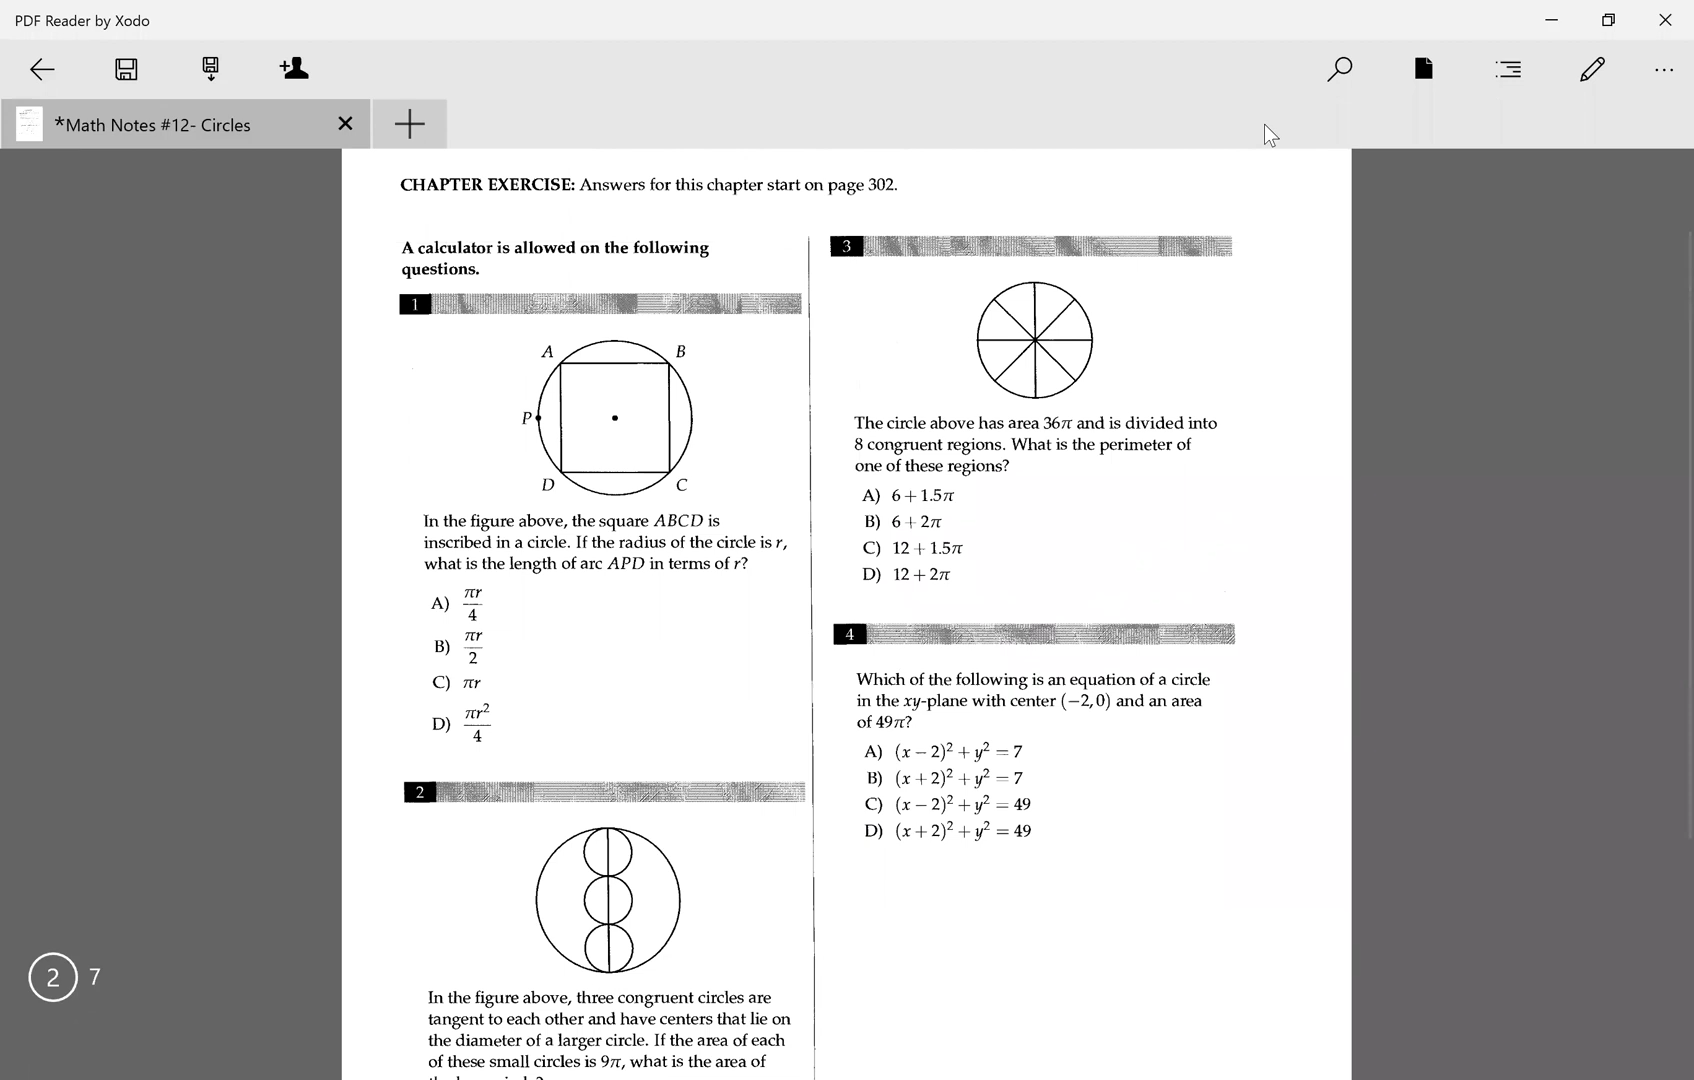 PDF Reader by Xodo
*Math Notes #12- Circles
CHAPTER EXERCISE: Answers for this chapter start on page 302.
A calculator is allowed on the following
questions.
1
A
B
P
D
C
In the figure above, the square ABCD is
inscribed in a circle. If the radius of the circle is r,
what is the length of arc APD in terms of r?
A) πr/4
B) πr/2
C) πr
D) πr²/4
2
In the figure above, three congruent circles are
tangent to each other and have centers that lie on
the diameter of a larger circle. If the area of each
of these small circles is 9π, what is the area of
3
The circle above has area 36π and is divided into
8 congruent regions. What is the perimeter of
one of these regions?
A) 6 + 1.5π
B) 6 + 2π
C) 12 + 1.5π
D) 12 + 2π
4
Which of the following is an equation of a circle
in the xy-plane with center (−2, 0) and an area
of 49π?
A) (x − 2)² + y² = 7
B) (x + 2)² + y² = 7
C) (x − 2)² + y² = 49
D) (x + 2)² + y² = 49
2 7